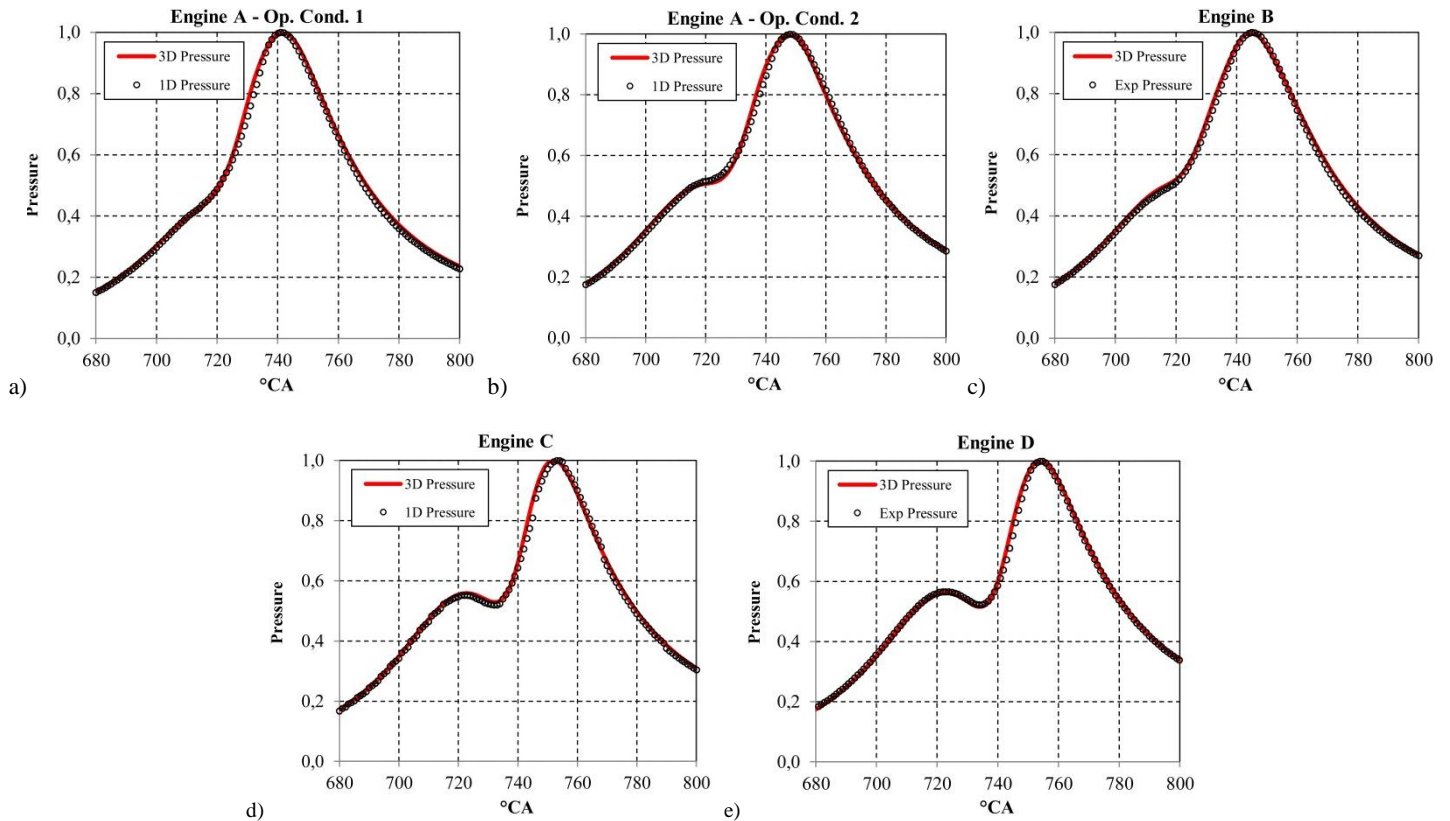 Engine A - Op. Cond. 1
1,0
3D Pressure
1D Pressure
0,8
0,6
Pressure
0,4
0,2
0,0
680 700 720 740 760 780 800
°CA
a)
Engine A - Op. Cond. 2
1,0
3D Pressure
1D Pressure
0,8
0,6
Pressure
0,4
0,2
0,0
680 700 720 740 760 780 800
°CA
b)
Engine B
1,0
3D Pressure
Exp Pressure
0,8
0,6
Pressure
0,4
0,2
0,0
680 700 720 740 760 780 800
°CA
c)
Engine C
1,0
3D Pressure
1D Pressure
0,8
0,6
Pressure
0,4
0,2
0,0
680 700 720 740 760 780 800
°CA
d)
Engine D
1,0
3D Pressure
Exp Pressure
0,8
0,6
Pressure
0,4
0,2
0,0
680 700 720 740 760 780 800
°CA
e)